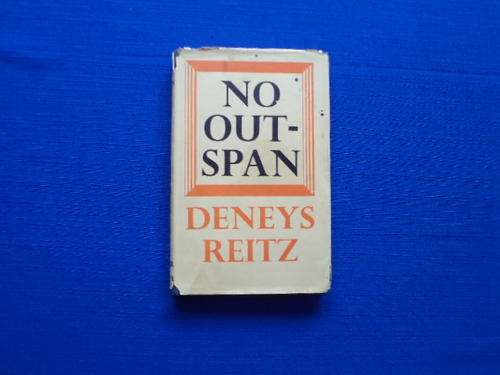 NO
OUT-
SPAN
DENEYS
REITZ